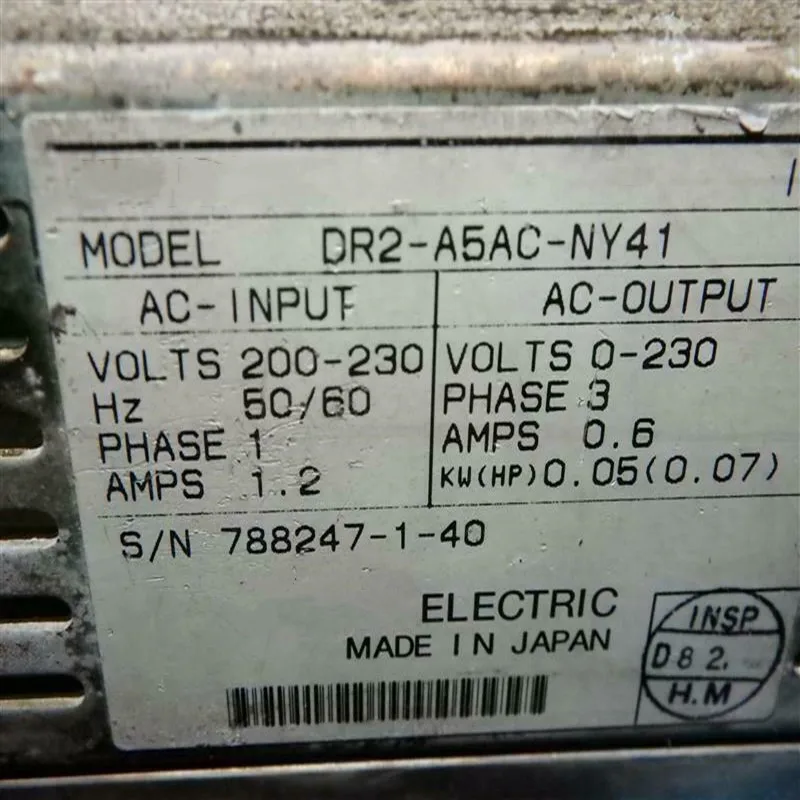 MODEL DR2-A5AC-NY41
AC-INPUT AC-OUTPUT
VOLTS 200-230 VOLTS 0-230
Hz 50/60 PHASE 3
PHASE 1 AMPS 0.6
AMPS 1.2 KW(HP)0.05(0.07)
S/N 788247-1-40
ELECTRIC
MADE IN JAPAN
INSP
D82.
H.M